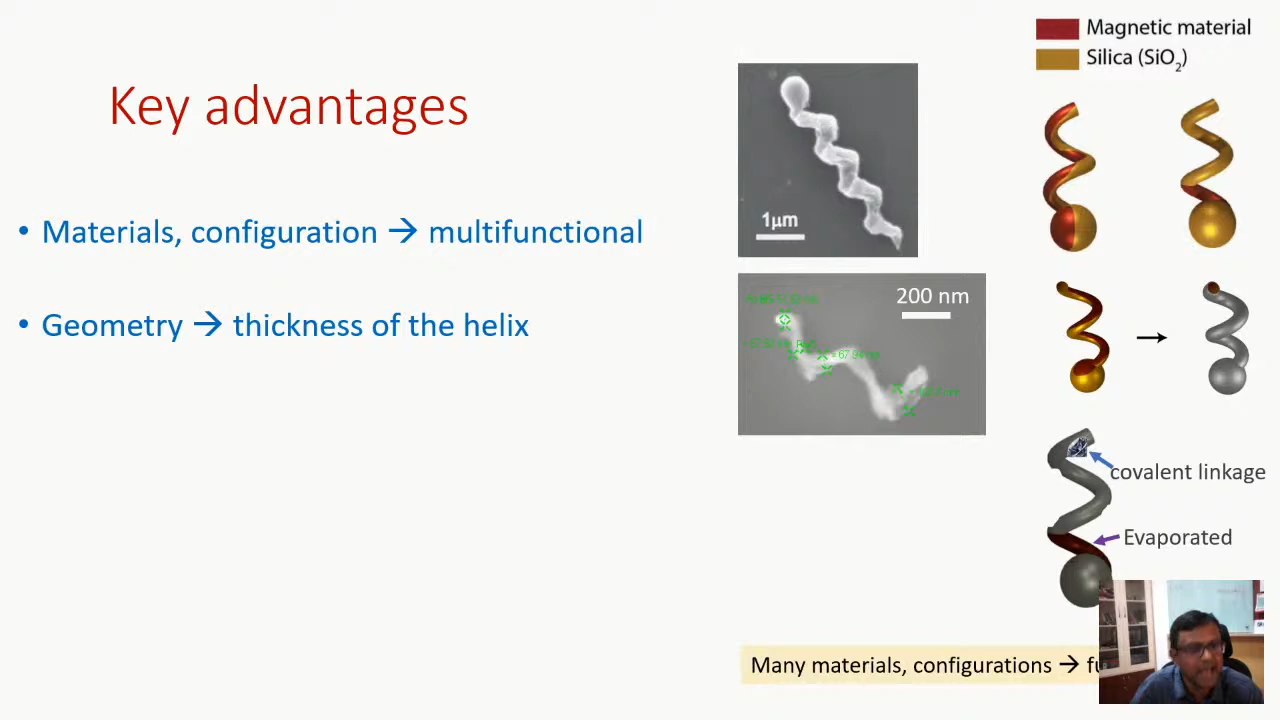 Key advantages
• Materials, configuration → multifunctional
• Geometry → thickness of the helix
1μm
200 nm
Magnetic material
Silica (SiO2)
covalent linkage
Evaporated
Many materials, configurations →